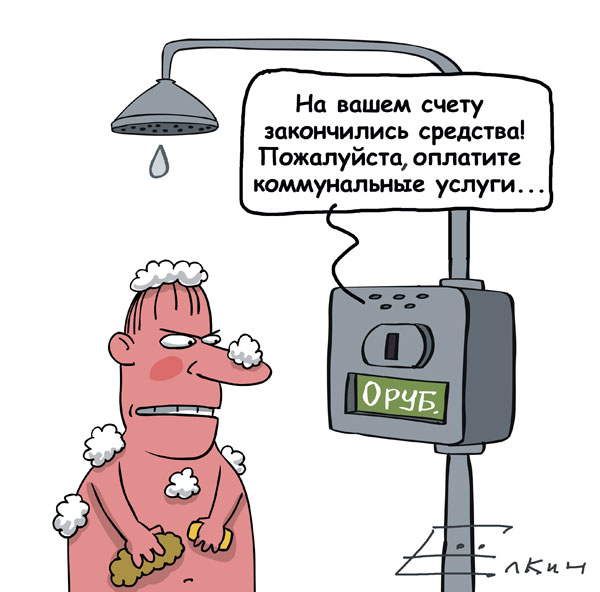 На вашем счету
закончились средства!
Пожалуйста, оплатите
коммунальные услуги...
0 РУБ.
Ёлкин